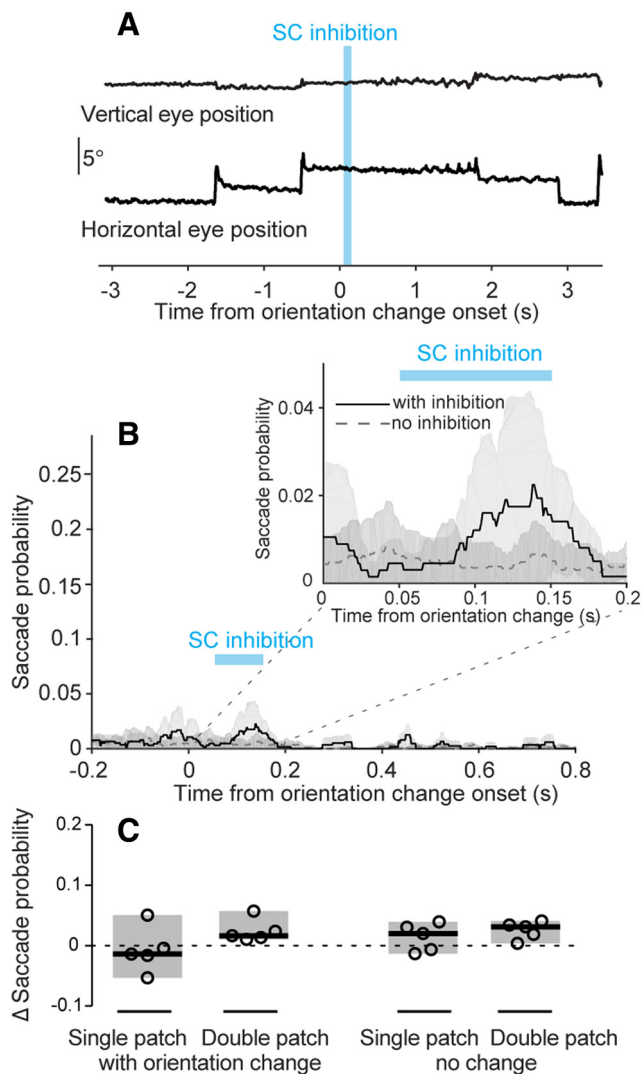 A
SC inhibition
Vertical eye position
5°
Horizontal eye position
-3 -2 -1 0 1 2 3
Time from orientation change onset (s)
SC inhibition
B
0.04
0.02
0
Saccade probability
with inhibition
no inhibition
0 0.05 0.1 0.15 0.2
Time from orientation change (s)
0.25
0.2
0.15
0.1
0.05
0
Saccade probability
SC inhibition
-0.2 0 0.2 0.4 0.6 0.8
Time from orientation change onset (s)
C
0.2
0.1
0
-0.1
Δ Saccade probability
Single patch Double patch Single patch Double patch
with orientation change no change